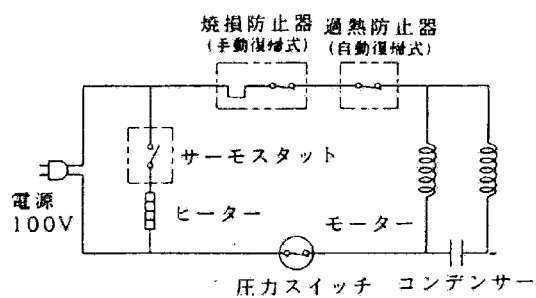 焼損防止器 過熱防止器
(手動復帰式) (自動復帰式)
サーモスタット
電源
100V
ヒーター
モーター
圧力スイッチ コンデンサー